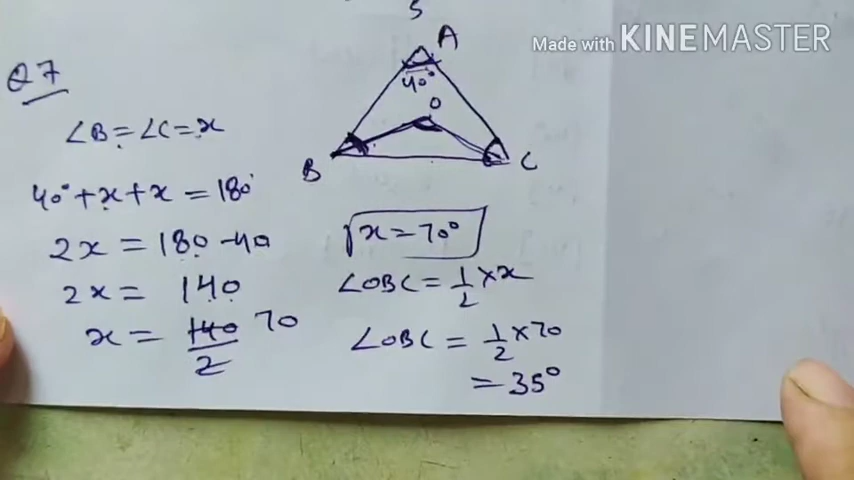 5
Made with KINEMASTER
Q7
A
40°
O
B
C
∠B=∠C=x
40°+x+x=180°
2x=180-40
2x=140
x=140/2 70
x=70°
∠OBC=1/2×x
∠OBC=1/2×70
=35°